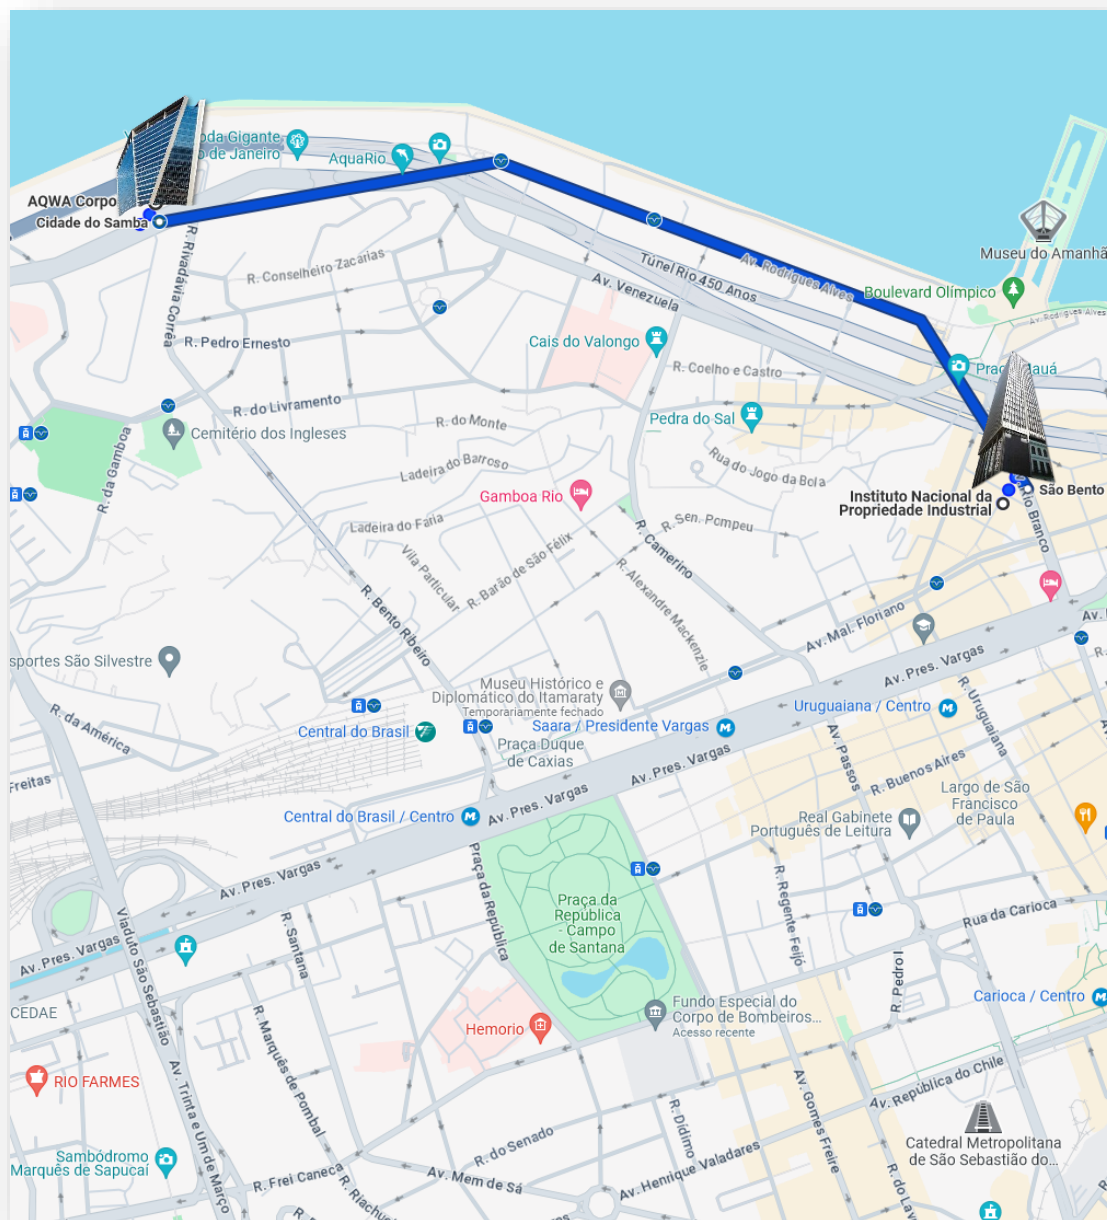 oda Gigante
o de Janeiro
AquaRio
AQWA Corpo
Cidade do Samba
R. Rivadávia Corrêa
R. Conselheiro Zacarias
Av. Venezuela
Túnel Rio 450 Anos
Av. Rodrigues Alves
Museu do Amanhã
Boulevard Olímpico
Av. Rodrigues Alves
R. Pedro Ernesto
Cais do Valongo
R. Coelho e Castro
Praça Mauá
R. do Livramento
R. do Monte
Pedra do Sal
Cemitério dos Ingleses
R. da Gamboa
Ladeira do Barroso
Rua do Jogo da Bola
Gamboa Rio
Instituto Nacional da
Propriedade Industrial
São Bento
Rio Branco
Ladeira do Faria
R. Sen. Pompeu
R. Camerino
Vila Particular
R. Barão de São Félix
R. Alexandre Mackenzie
R. Bento Ribeiro
Av. Mal. Floriano
Av.
Av. Pres. Vargas
sportes São Silvestre
Museu Histórico e
Diplomático do Itamaraty
Temporariamente fechado
R. Uruguaiana
Uruguaiana / Centro
R. da América
Central do Brasil
Saara / Presidente Vargas
Praça Duque
de Caxias
Av. Pres. Vargas
Av. Passos
R. Buenos Aires
Freitas
Av. Pres. Vargas
Central do Brasil / Centro
Largo de São
Francisco
de Paula
Real Gabinete
Português de Leitura
Praça da República
Av. Pres. Vargas
R. Regente Feijó
Praça da
República
- Campo
de Santana
Rua da Carioca
R. Santana
Viaduto São Sebastião
Av. Pres. Vargas
R. Pedro I
Carioca / Centro
CEDAE
R. Marquês de Pombal
Hemorio
Fundo Especial do
Corpo de Bombeiros...
Acesso recente
RIO FARMES
Av. Trinta e Um de Março
Av. República do Chile
Av. Gomes Freire
R. Dídimo
Catedral Metropolitana
de São Sebastião do...
Sambódromo
Marquês de Sapucaí
R. do Senado
R. Frei Caneca
Av. Mem de Sá
Av. Henrique Valadares
R. Riachue
R. do Lav